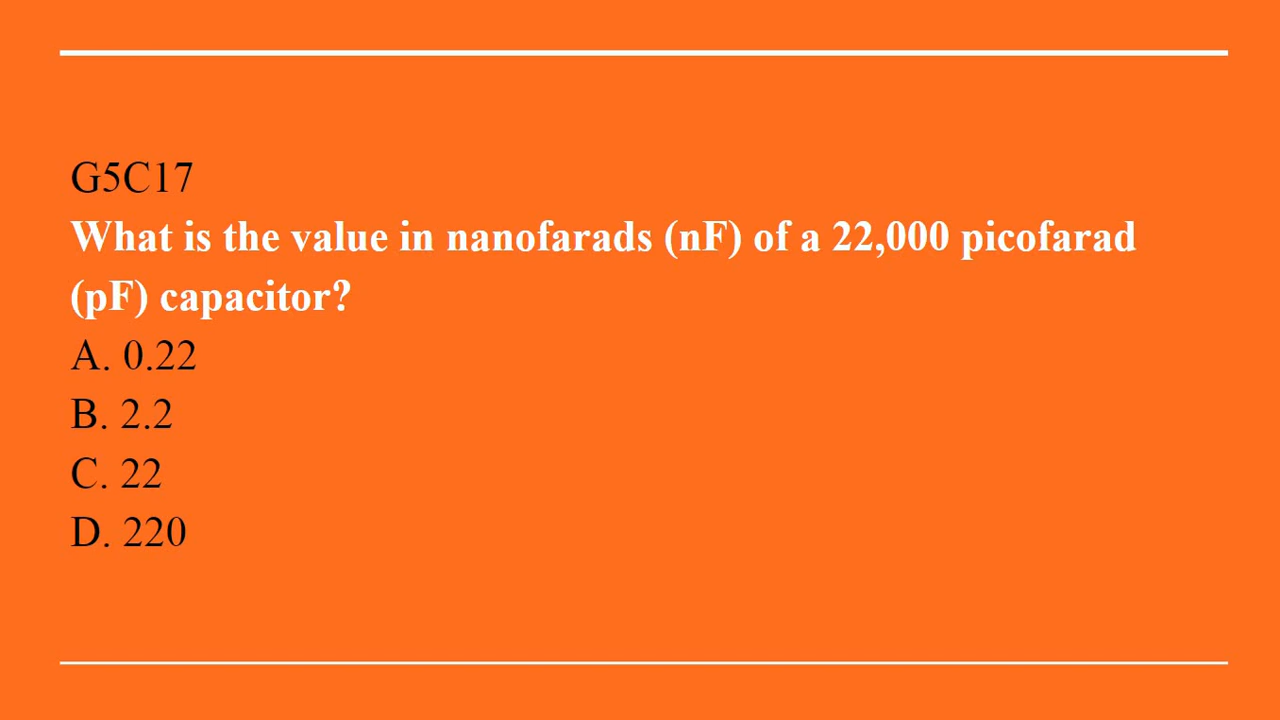 G5C17
What is the value in nanofarads (nF) of a 22,000 picofarad
(pF) capacitor?
A. 0.22
B. 2.2
C. 22
D. 220